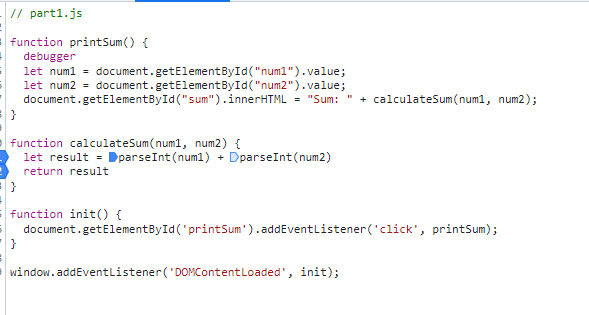 // part1.js
function printSum() {
debugger
let num1 = document.getElementById("num1").value;
let num2 = document.getElementById("num2").value;
document.getElementById("sum").innerHTML = "Sum: " + calculateSum(num1, num2);
}
function calculateSum(num1, num2) {
let result = parseInt(num1) + parseInt(num2)
return result
}
function init() {
document.getElementById('printSum').addEventListener('click', printSum);
}
window.addEventListener('DOMContentLoaded', init);